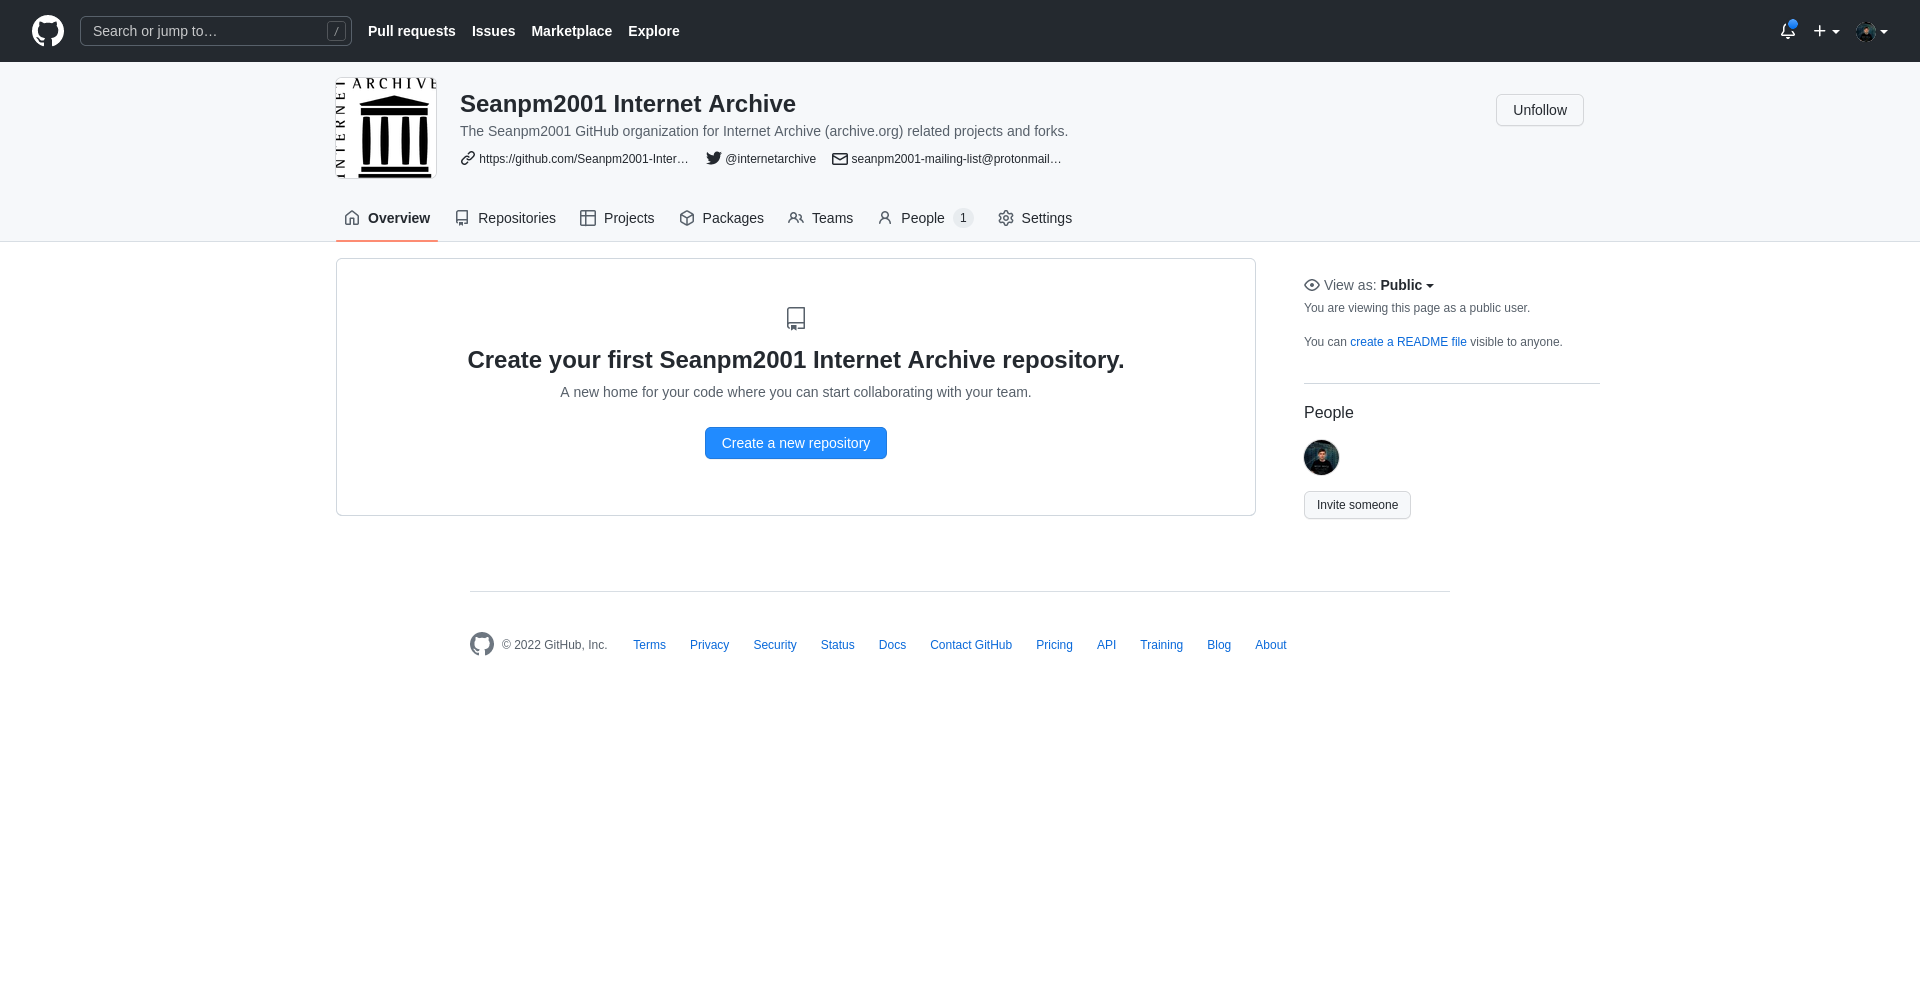 Search or jump to…
/
Pull requests
Issues
Marketplace
Explore
INTERNET
ARCHIVE
Seanpm2001 Internet Archive
The Seanpm2001 GitHub organization for Internet Archive (archive.org) related projects and forks.
https://github.com/Seanpm2001-Inter…
@internetarchive
seanpm2001-mailing-list@protonmail…
Unfollow
Overview
Repositories
Projects
Packages
Teams
People 1
Settings
Create your first Seanpm2001 Internet Archive repository.
A new home for your code where you can start collaborating with your team.
Create a new repository
View as: Public
You are viewing this page as a public user.
You can create a README file visible to anyone.
People
Invite someone
© 2022 GitHub, Inc.
Terms
Privacy
Security
Status
Docs
Contact GitHub
Pricing
API
Training
Blog
About